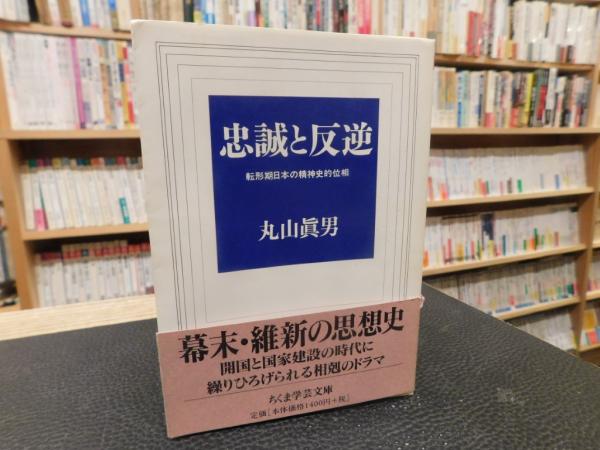 忠誠と反逆
転形期日本の精神史的位相
丸山眞男
幕末・維新の思想史
開国と国家建設の時代に
繰りひろげられる相剋のドラマ
ちくま学芸文庫
定価［本体価格1400円+税］